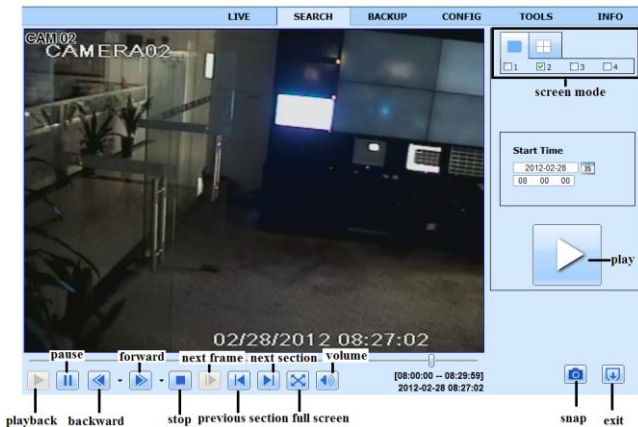 LIVE SEARCH BACKUP CONFIG TOOLS INFO
CAM 02
CAMERA02
1 2 3 4
screen mode
Start Time
2012-02-28
08 00 00
play
02/28/2012 08:27:02
pause forward next frame next section volume
[08:00:00 -- 08:29:59]
2012-02-28 08:27:02
playback backward stop previous section full screen snap exit